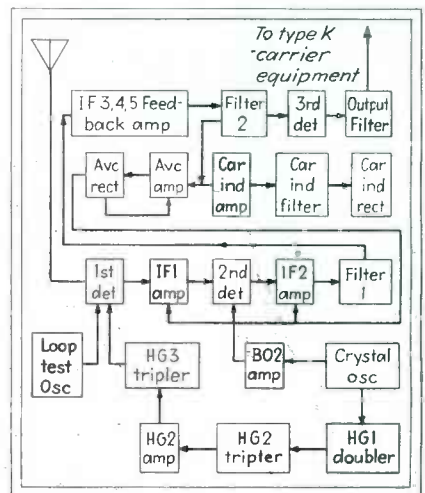 To type K
carrier
equipment
IF 3,4,5 Feed-
back amp
Filter
2
3rd
det
Output
Filter
Avc
rect
Avc
amp
Car
ind
amp
Car
ind
filter
Car
ind
rect
1st
det
IF1
amp
2nd
det
IF2
amp
Filter
1
Loop
test
Osc
HG3
tripler
BO2
amp
Crystal
osc
HG2
amp
HG2
tripter
HG1
doubler